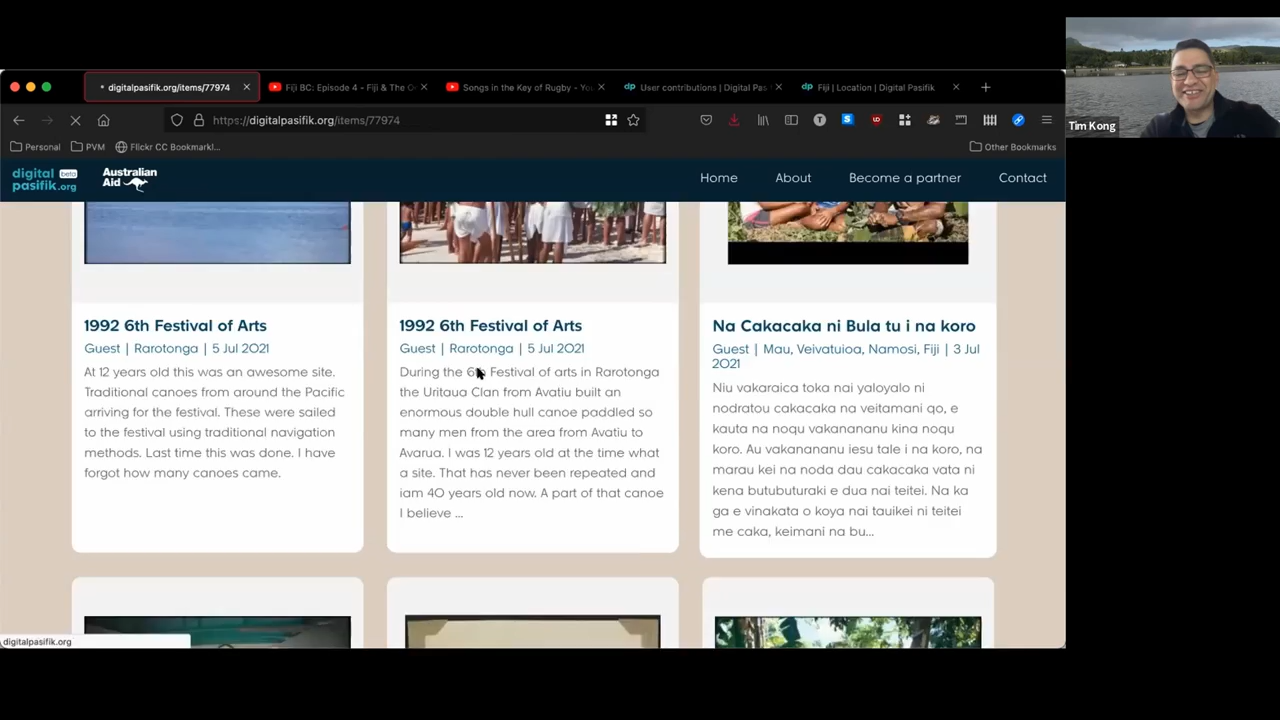 digitalpasifik.org/items/77974
Fiji BC: Episode 4 - Fiji & The O
Songs in the Key of Rugby - Yo
User contributions | Digital Pas
Fiji | Location | Digital Pasifik
https://digitalpasifik.org/items/77974
Personal
PVM
Flickr CC Bookmarkl...
Other Bookmarks
digital beta
pasifik.org
Australian
Aid
Home
About
Become a partner
Contact
1992 6th Festival of Arts
Guest | Rarotonga | 5 Jul 2021
At 12 years old this was an awesome site.
Traditional canoes from around the Pacific
arriving for the festival. These were sailed
to the festival using traditional navigation
methods. Last time this was done. I have
forgot how many canoes came.
1992 6th Festival of Arts
Guest | Rarotonga | 5 Jul 2021
During the 6th Festival of arts in Rarotonga
the Uritaua Clan from Avatiu built an
enormous double hull canoe paddled so
many men from the area from Avatiu to
Avarua. I was 12 years old at the time what
a site. That has never been repeated and
iam 40 years old now. A part of that canoe
I believe ...
Na Cakacaka ni Bula tu i na koro
Guest | Mau, Veivatuioa, Namosi, Fiji | 3 Jul
2021
Niu vakaraica toka nai yaloyalo ni
nodratou cakacaka na veitamani qo, e
kauta na noqu vakanananu kina noqu
koro. Au vakanananu iesu tale i na koro, na
marau kei na noda dau cakacaka vata ni
kena butubuturaki e dua nai teitei. Na ka
ga e vinakata o koya nai tauikei ni teitei
me caka, keimani na bu...
digitalpasifik.org
Tim Kong